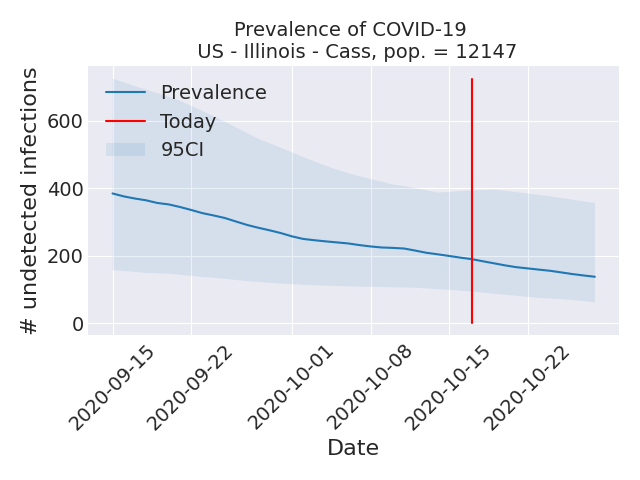 Prevalence of COVID-19
US - Illinois - Cass, pop. = 12147
# undetected infections
600
400
200
0
Prevalence
Today
95CI
2020-09-15
2020-09-22
2020-10-01
2020-10-08
2020-10-15
2020-10-22
Date